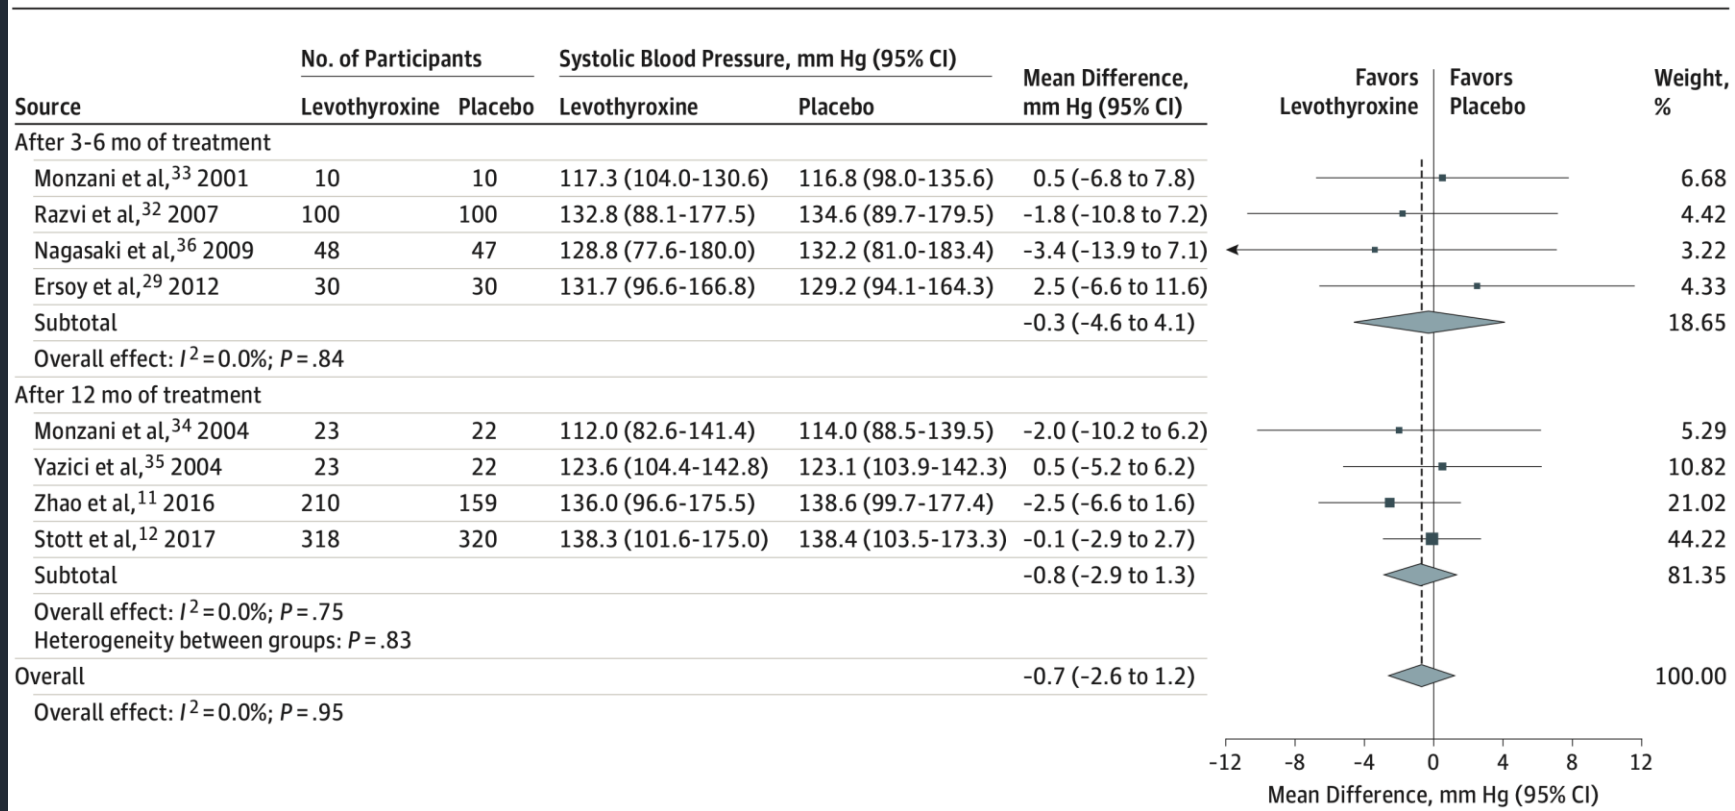 No. of Participants Systolic Blood Pressure, mm Hg (95% CI) Mean Difference, mm Hg (95% CI) Favors Levothyroxine Favors Placebo Weight, %
Source Levothyroxine Placebo Levothyroxine Placebo
After 3-6 mo of treatment
Monzani et al,33 2001 10 10 117.3 (104.0-130.6) 116.8 (98.0-135.6) 0.5 (-6.8 to 7.8) 6.68
Razvi et al,32 2007 100 100 132.8 (88.1-177.5) 134.6 (89.7-179.5) -1.8 (-10.8 to 7.2) 4.42
Nagasaki et al,36 2009 48 47 128.8 (77.6-180.0) 132.2 (81.0-183.4) -3.4 (-13.9 to 7.1) 3.22
Ersoy et al,29 2012 30 30 131.7 (96.6-166.8) 129.2 (94.1-164.3) 2.5 (-6.6 to 11.6) 4.33
Subtotal -0.3 (-4.6 to 4.1) 18.65
Overall effect: I2 = 0.0%; P = .84
After 12 mo of treatment
Monzani et al,34 2004 23 22 112.0 (82.6-141.4) 114.0 (88.5-139.5) -2.0 (-10.2 to 6.2) 5.29
Yazici et al,35 2004 23 22 123.6 (104.4-142.8) 123.1 (103.9-142.3) 0.5 (-5.2 to 6.2) 10.82
Zhao et al,11 2016 210 159 136.0 (96.6-175.5) 138.6 (99.7-177.4) -2.5 (-6.6 to 1.6) 21.02
Stott et al,12 2017 318 320 138.3 (101.6-175.0) 138.4 (103.5-173.3) -0.1 (-2.9 to 2.7) 44.22
Subtotal -0.8 (-2.9 to 1.3) 81.35
Overall effect: I2 = 0.0%; P = .75
Heterogeneity between groups: P = .83
Overall -0.7 (-2.6 to 1.2) 100.00
Overall effect: I2 = 0.0%; P = .95
-12 -8 -4 0 4 8 12
Mean Difference, mm Hg (95% CI)